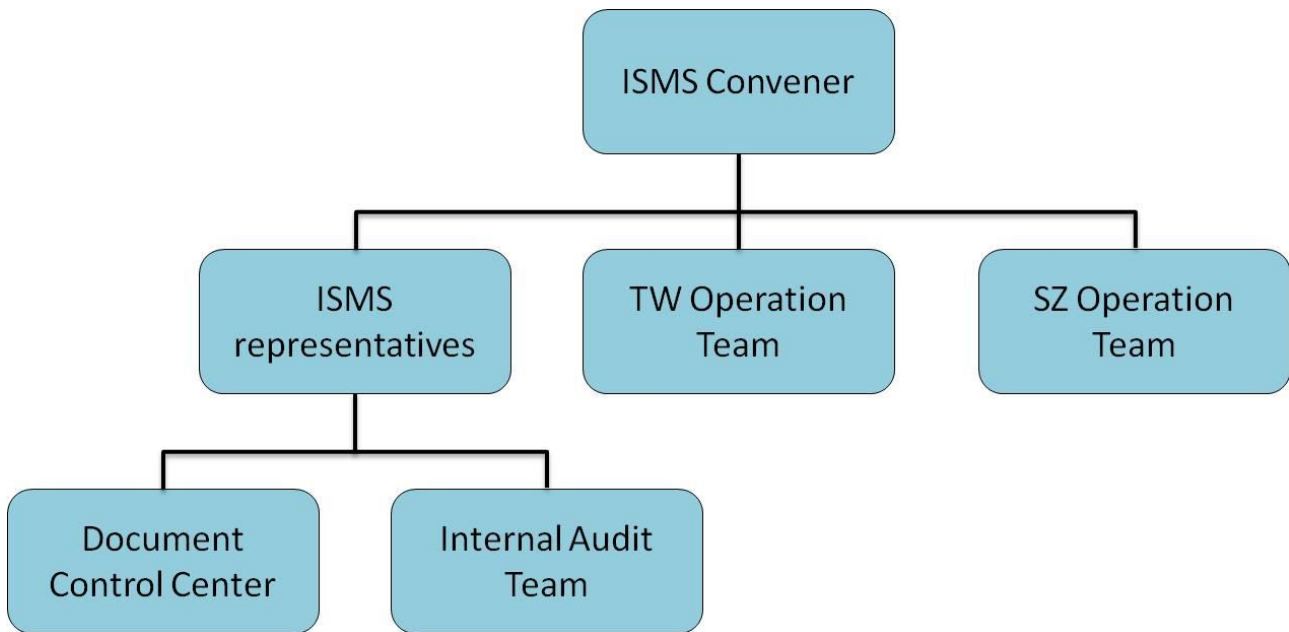 ISMS Convener
ISMS
representatives
TW Operation
Team
SZ Operation
Team
Document
Control Center
Internal Audit
Team